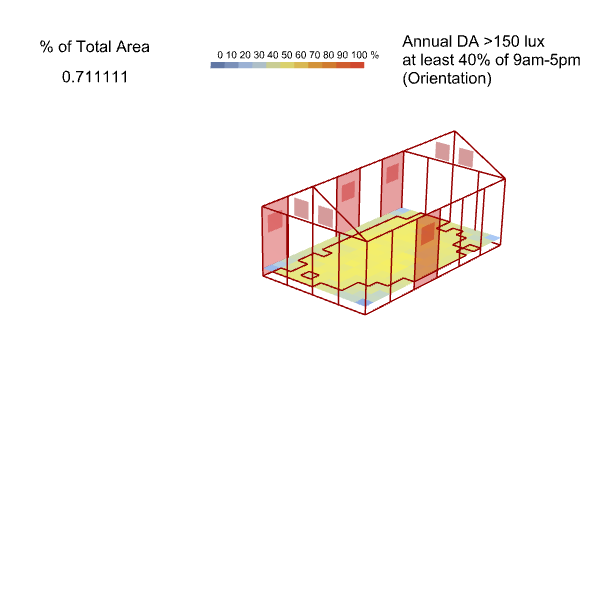 % of Total Area
0.711111
0 10 20 30 40 50 60 70 80 90 100 %
Annual DA >150 lux
at least 40% of 9am-5pm
(Orientation)